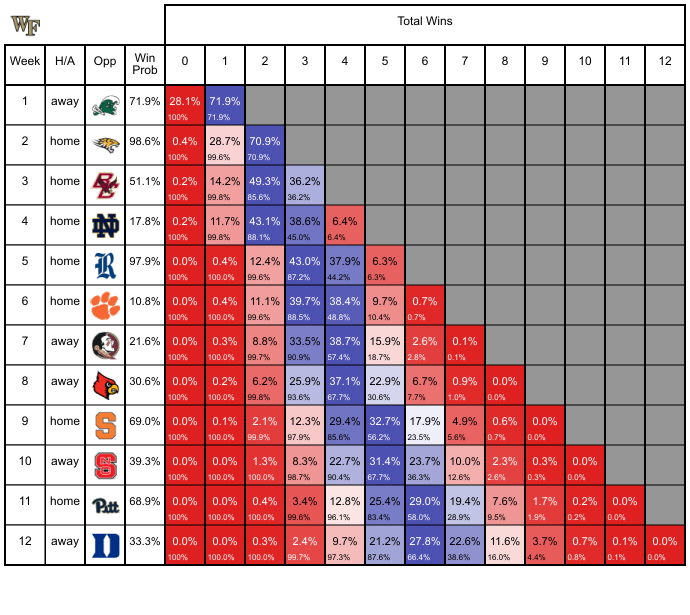 WF
Total Wins
Week H/A Opp Win Prob 0 1 2 3 4 5 6 7 8 9 10 11 12
1 away 71.9% 28.1% 71.9%
100% 71.9%
2 home 98.6% 0.4% 28.7% 70.9%
100% 99.6% 70.9%
3 home BC 51.1% 0.2% 14.2% 49.3% 36.2%
100% 99.8% 85.6% 36.2%
4 home ND 17.8% 0.2% 11.7% 43.1% 38.6% 6.4%
100% 99.8% 88.1% 45.0% 6.4%
5 home R 97.9% 0.0% 0.4% 12.4% 43.0% 37.9% 6.3%
100% 100.0% 99.6% 87.2% 44.2% 6.3%
6 home 10.8% 0.0% 0.4% 11.1% 39.7% 38.4% 9.7% 0.7%
100% 100.0% 99.6% 88.5% 48.8% 10.4% 0.7%
7 away 21.6% 0.0% 0.3% 8.8% 33.5% 38.7% 15.9% 2.6% 0.1%
100% 100.0% 99.7% 90.9% 57.4% 18.7% 2.8% 0.1%
8 away 30.6% 0.0% 0.2% 6.2% 25.9% 37.1% 22.9% 6.7% 0.9% 0.0%
100% 100.0% 99.8% 93.6% 67.7% 30.6% 7.7% 1.0% 0.0%
9 home S 69.0% 0.0% 0.1% 2.1% 12.3% 29.4% 32.7% 17.9% 4.9% 0.6% 0.0%
100% 100.0% 99.9% 97.9% 85.6% 56.2% 23.5% 5.6% 0.7% 0.0%
10 away NCS 39.3% 0.0% 0.0% 1.3% 8.3% 22.7% 31.4% 23.7% 10.0% 2.3% 0.3% 0.0%
100% 100.0% 100.0% 98.7% 90.4% 67.7% 36.3% 12.6% 2.6% 0.3% 0.0%
11 home Pitt 68.9% 0.0% 0.0% 0.4% 3.4% 12.8% 25.4% 29.0% 19.4% 7.6% 1.7% 0.2% 0.0%
100% 100.0% 100.0% 99.6% 96.1% 83.4% 58.0% 28.9% 9.5% 1.9% 0.2% 0.0%
12 away D 33.3% 0.0% 0.0% 0.3% 2.4% 9.7% 21.2% 27.8% 22.6% 11.6% 3.7% 0.7% 0.1% 0.0%
100% 100.0% 100.0% 99.7% 97.3% 87.6% 66.4% 38.6% 16.0% 4.4% 0.8% 0.1% 0.0%